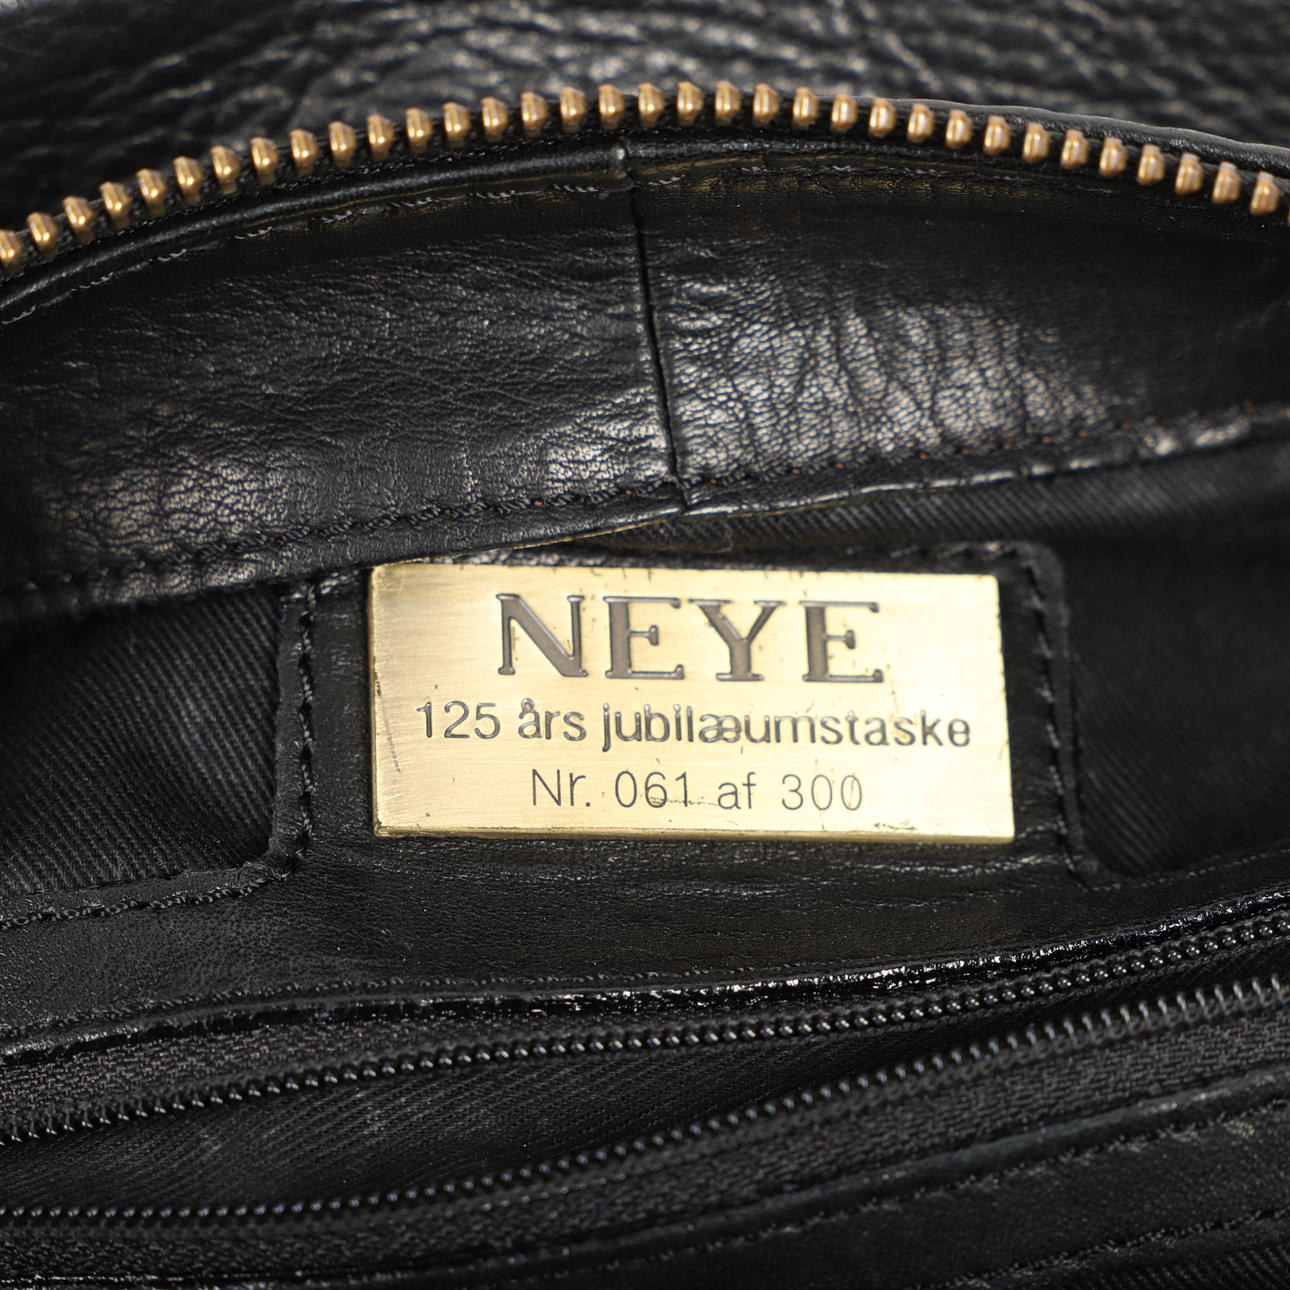 NEYE
125 års jubilæumstaske
Nr. 061 af 300